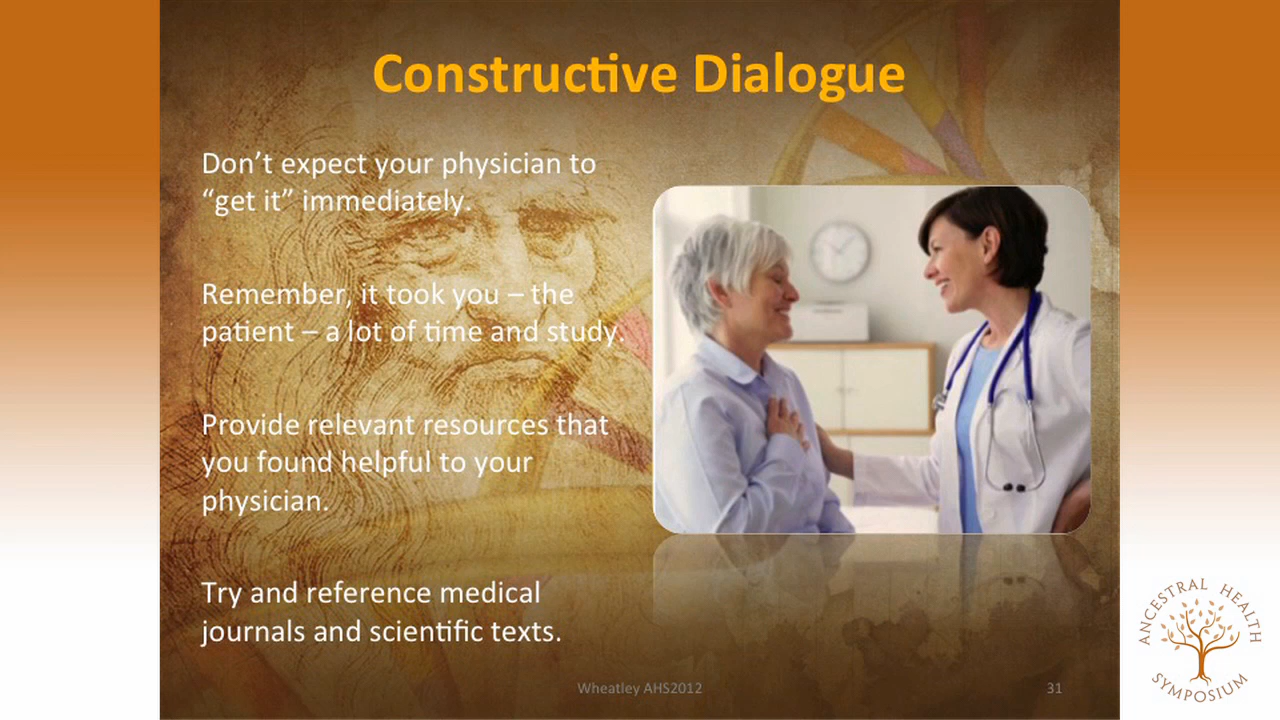 Constructive Dialogue
Don’t expect your physician to
“get it” immediately.
Remember, it took you – the
patient – a lot of time and study.
Provide relevant resources that
you found helpful to your
physician.
Try and reference medical
journals and scientific texts.
Wheatley AHS2012
31
ANCESTRAL HEALTH
SYMPOSIUM